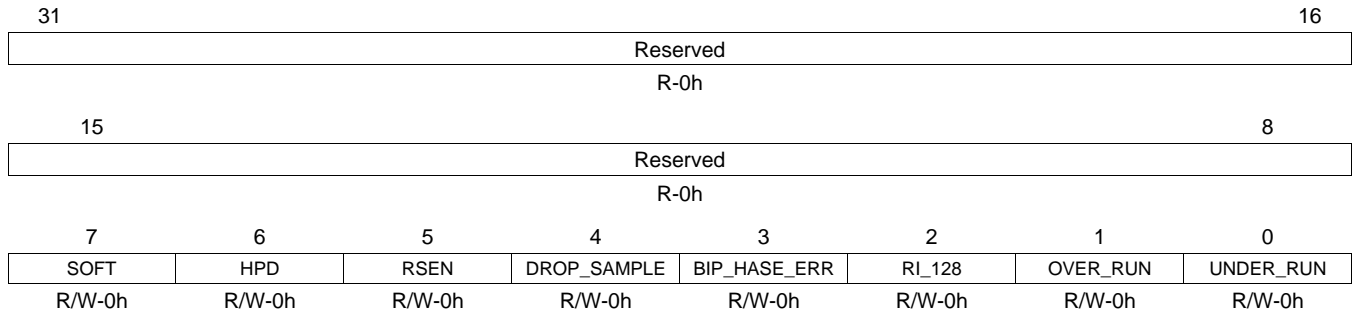 31 16
Reserved
R-0h
15 8
Reserved
R-0h
7 6 5 4 3 2 1 0
SOFT HPD RSEN DROP_SAMPLE BIP_HASE_ERR RI_128 OVER_RUN UNDER_RUN
R/W-0h R/W-0h R/W-0h R/W-0h R/W-0h R/W-0h R/W-0h R/W-0h